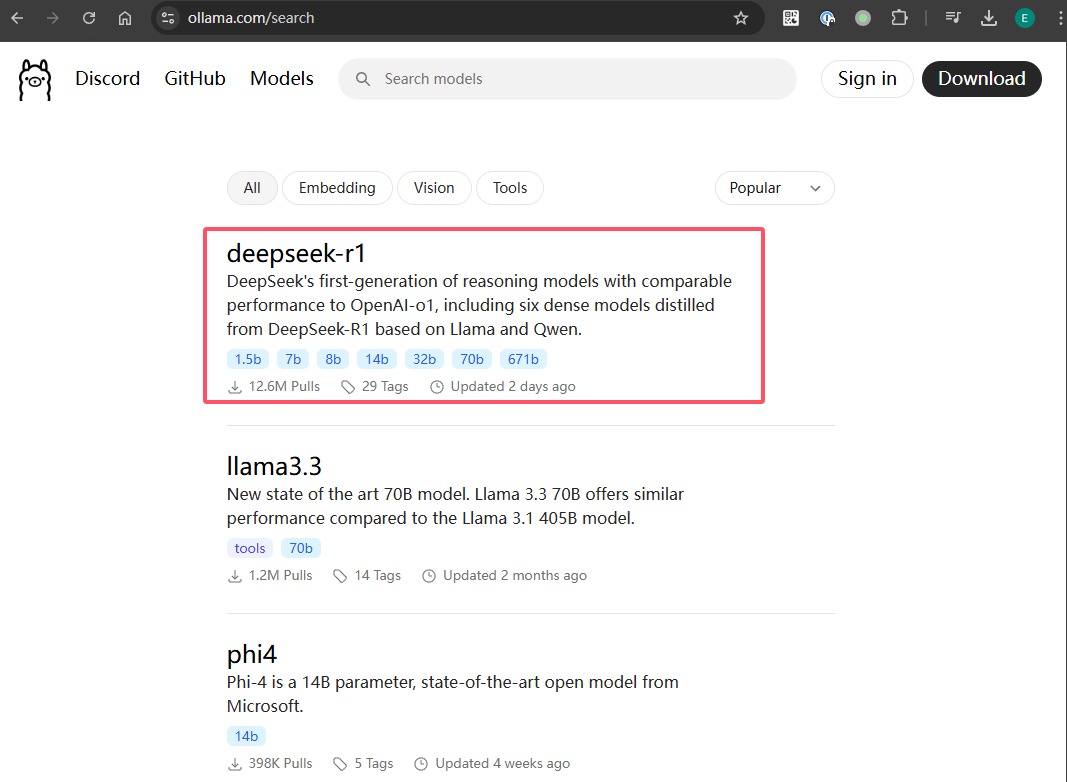 ollama.com/search
E
Discord GitHub Models Search models Sign in Download
All Embedding Vision Tools Popular
deepseek-r1
DeepSeek's first-generation of reasoning models with comparable
performance to OpenAI-o1, including six dense models distilled
from DeepSeek-R1 based on Llama and Qwen.
1.5b 7b 8b 14b 32b 70b 671b
12.6M Pulls 29 Tags Updated 2 days ago
llama3.3
New state of the art 70B model. Llama 3.3 70B offers similar
performance compared to the Llama 3.1 405B model.
tools 70b
1.2M Pulls 14 Tags Updated 2 months ago
phi4
Phi-4 is a 14B parameter, state-of-the-art open model from
Microsoft.
14b
398K Pulls 5 Tags Updated 4 weeks ago